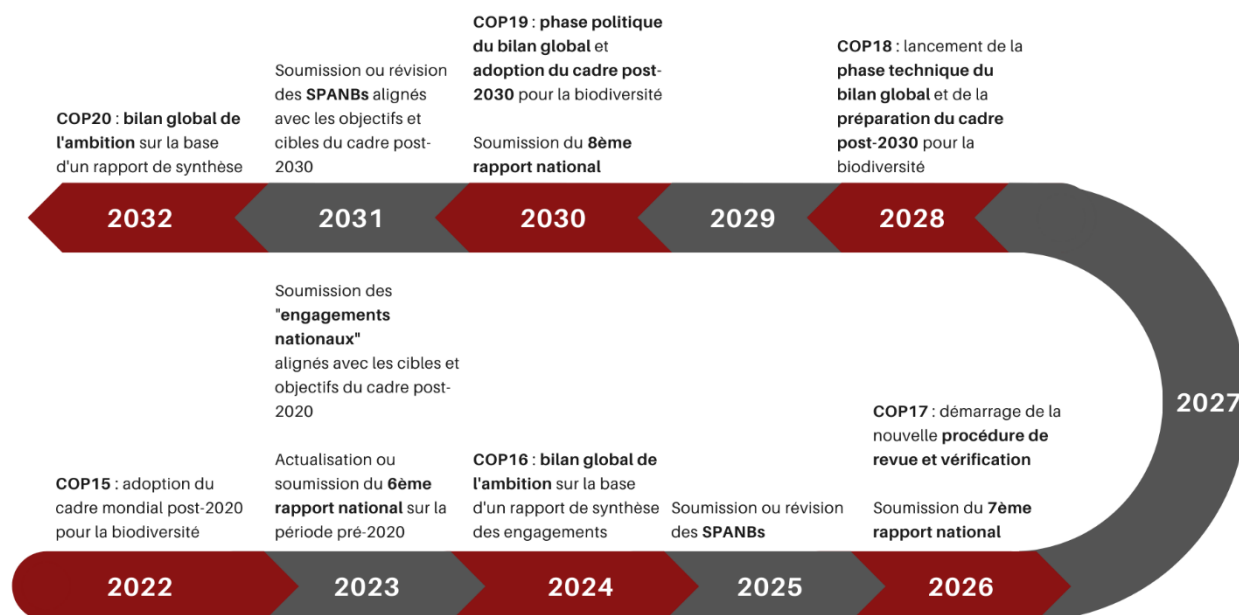 COP20 : bilan global de
l'ambition sur la base
d'un rapport de synthèse
Soumission ou révision
des SPANBs alignés
avec les objectifs et
cibles du cadre post-
2030
COP19 : phase politique
du bilan global et
adoption du cadre post-
2030 pour la biodiversité
Soumission du 8ème
rapport national
COP18 : lancement de la
phase technique du
bilan global et de la
préparation du cadre
post-2030 pour la
biodiversité
2032
2031
2030
2029
2028
2027
COP15 : adoption du
cadre mondial post-2020
pour la biodiversité
Soumission des
"engagements
nationaux"
alignés avec les cibles et
objectifs du cadre post-
2020
Actualisation ou
soumission du 6ème
rapport national sur la
période pré-2020
COP16 : bilan global de
l'ambition sur la base
d'un rapport de synthèse
des engagements
Soumission ou révision
des SPANBs
COP17 : démarrage de la
nouvelle procédure de
revue et vérification
Soumission du 7ème
rapport national
2022
2023
2024
2025
2026